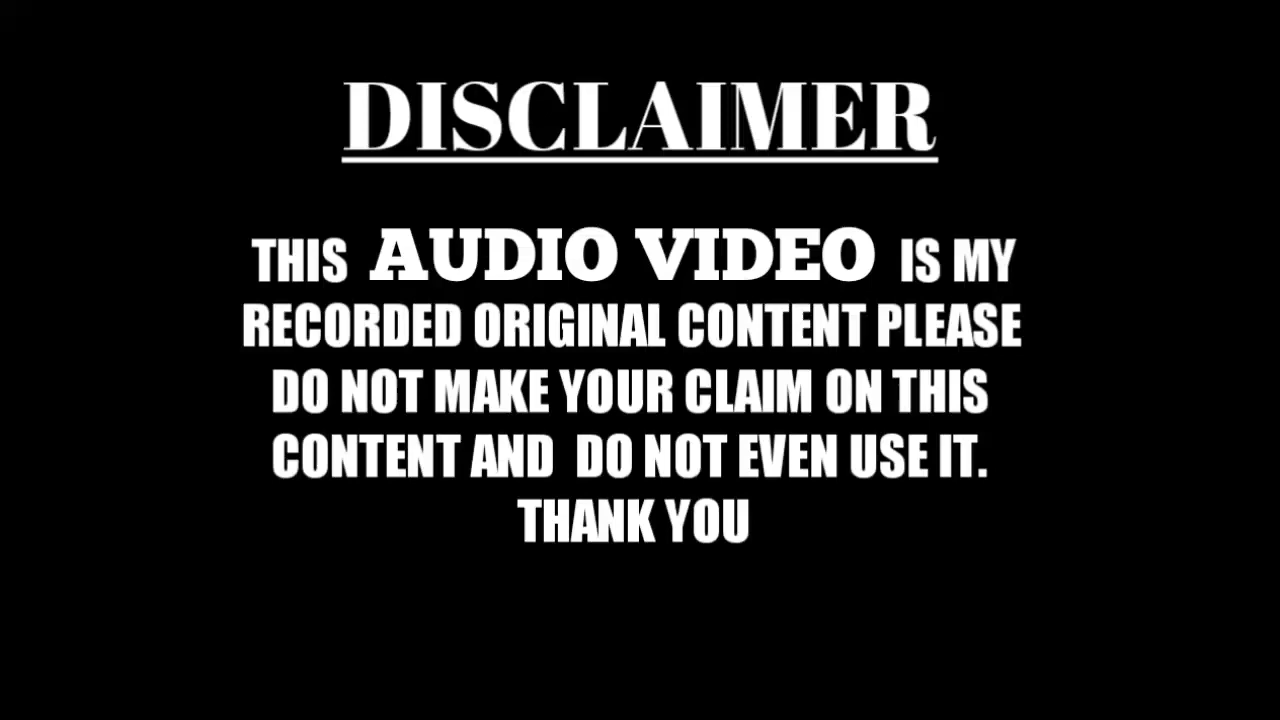 DISCLAIMER
THIS AUDIO VIDEO IS MY
RECORDED ORIGINAL CONTENT PLEASE
DO NOT MAKE YOUR CLAIM ON THIS
CONTENT AND DO NOT EVEN USE IT.
THANK YOU